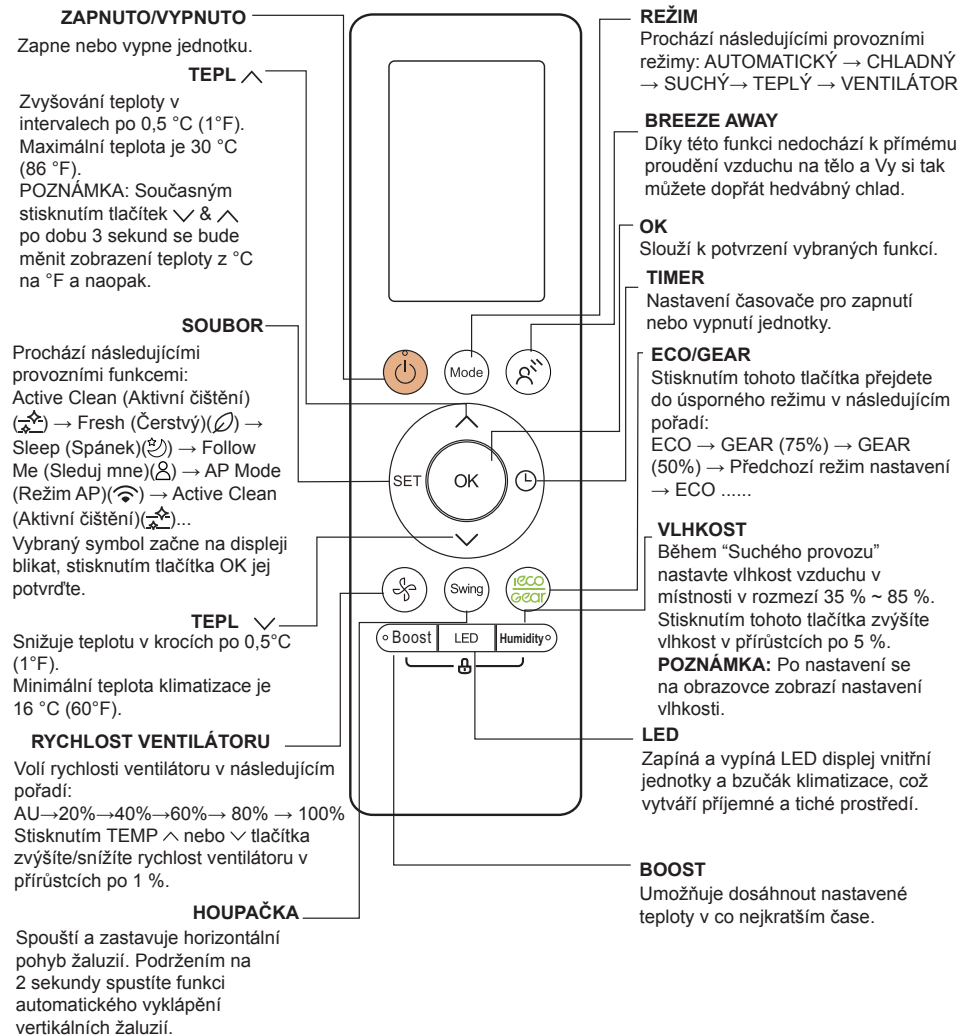 ZAPNUTO/VYPNUTO
Zapne nebo vypne jednotku.
TEPL ︿
Zvyšování teploty v
intervalech po 0,5 °C (1°F).
Maximální teplota je 30 °C
(86 °F).
POZNÁMKA: Současným
stisknutím tlačítek ﹀ & ︿
po dobu 3 sekund se bude
měnit zobrazení teploty z °C
na °F a naopak.
SOUBOR
Prochází následujícími
provozními funkcemi:
Active Clean (Aktivní čištění)
() → Fresh (Čerstvý)() →
Sleep (Spánek)() → Follow
Me (Sleduj mne)() → AP Mode
(Režim AP)() → Active Clean
(Aktivní čištění)()...
Vybraný symbol začne na displeji
blikat, stisknutím tlačítka OK jej
potvrďte.
TEPL ﹀
Snižuje teplotu v krocích po 0,5°C
(1°F).
Minimální teplota klimatizace je
16 °C (60°F).
RYCHLOST VENTILÁTORU
Volí rychlosti ventilátoru v následujícím
pořadí:
AU→20%→40%→60%→ 80% → 100%
Stisknutím TEMP ︿ nebo ﹀ tlačítka
zvýšíte/snížíte rychlost ventilátoru v
přírůstcích po 1 %.
HOUPAČKA
Spouští a zastavuje horizontální
pohyb žaluzií. Podržením na
2 sekundy spustíte funkci
automatického vyklápění
vertikálních žaluzií.
Mode
SET
OK
Swing
ieco
Gear
Boost
LED
Humidity
REŽIM
Prochází následujícími provozními
režimy: AUTOMATICKÝ → CHLADNÝ
→ SUCHÝ→ TEPLÝ → VENTILÁTOR
BREEZE AWAY
Díky této funkci nedochází k přímému
proudění vzduchu na tělo a Vy si tak
můžete dopřát hedvábný chlad.
OK
Slouží k potvrzení vybraných funkcí.
TIMER
Nastavení časovače pro zapnutí
nebo vypnutí jednotky.
ECO/GEAR
Stisknutím tohoto tlačítka přejdete
do úsporného režimu v následujícím
pořadí:
ECO → GEAR (75%) → GEAR
(50%) → Předchozí režim nastavení
→ ECO ......
VLHKOST
Během “Suchého provozu”
nastavte vlhkost vzduchu v
místnosti v rozmezí 35 % ~ 85 %.
Stisknutím tohoto tlačítka zvýšíte
vlhkost v přírůstcích po 5 %.
POZNÁMKA: Po nastavení se
na obrazovce zobrazí nastavení
vlhkosti.
LED
Zapíná a vypíná LED displej vnitřní
jednotky a bzučák klimatizace, což
vytváří příjemné a tiché prostředí.
BOOST
Umožňuje dosáhnout nastavené
teploty v co nejkratším čase.